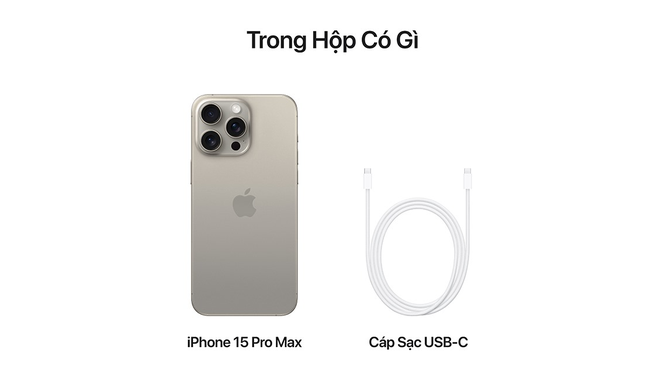 Trong Hộp Có Gì
iPhone 15 Pro Max
Cáp Sạc USB-C